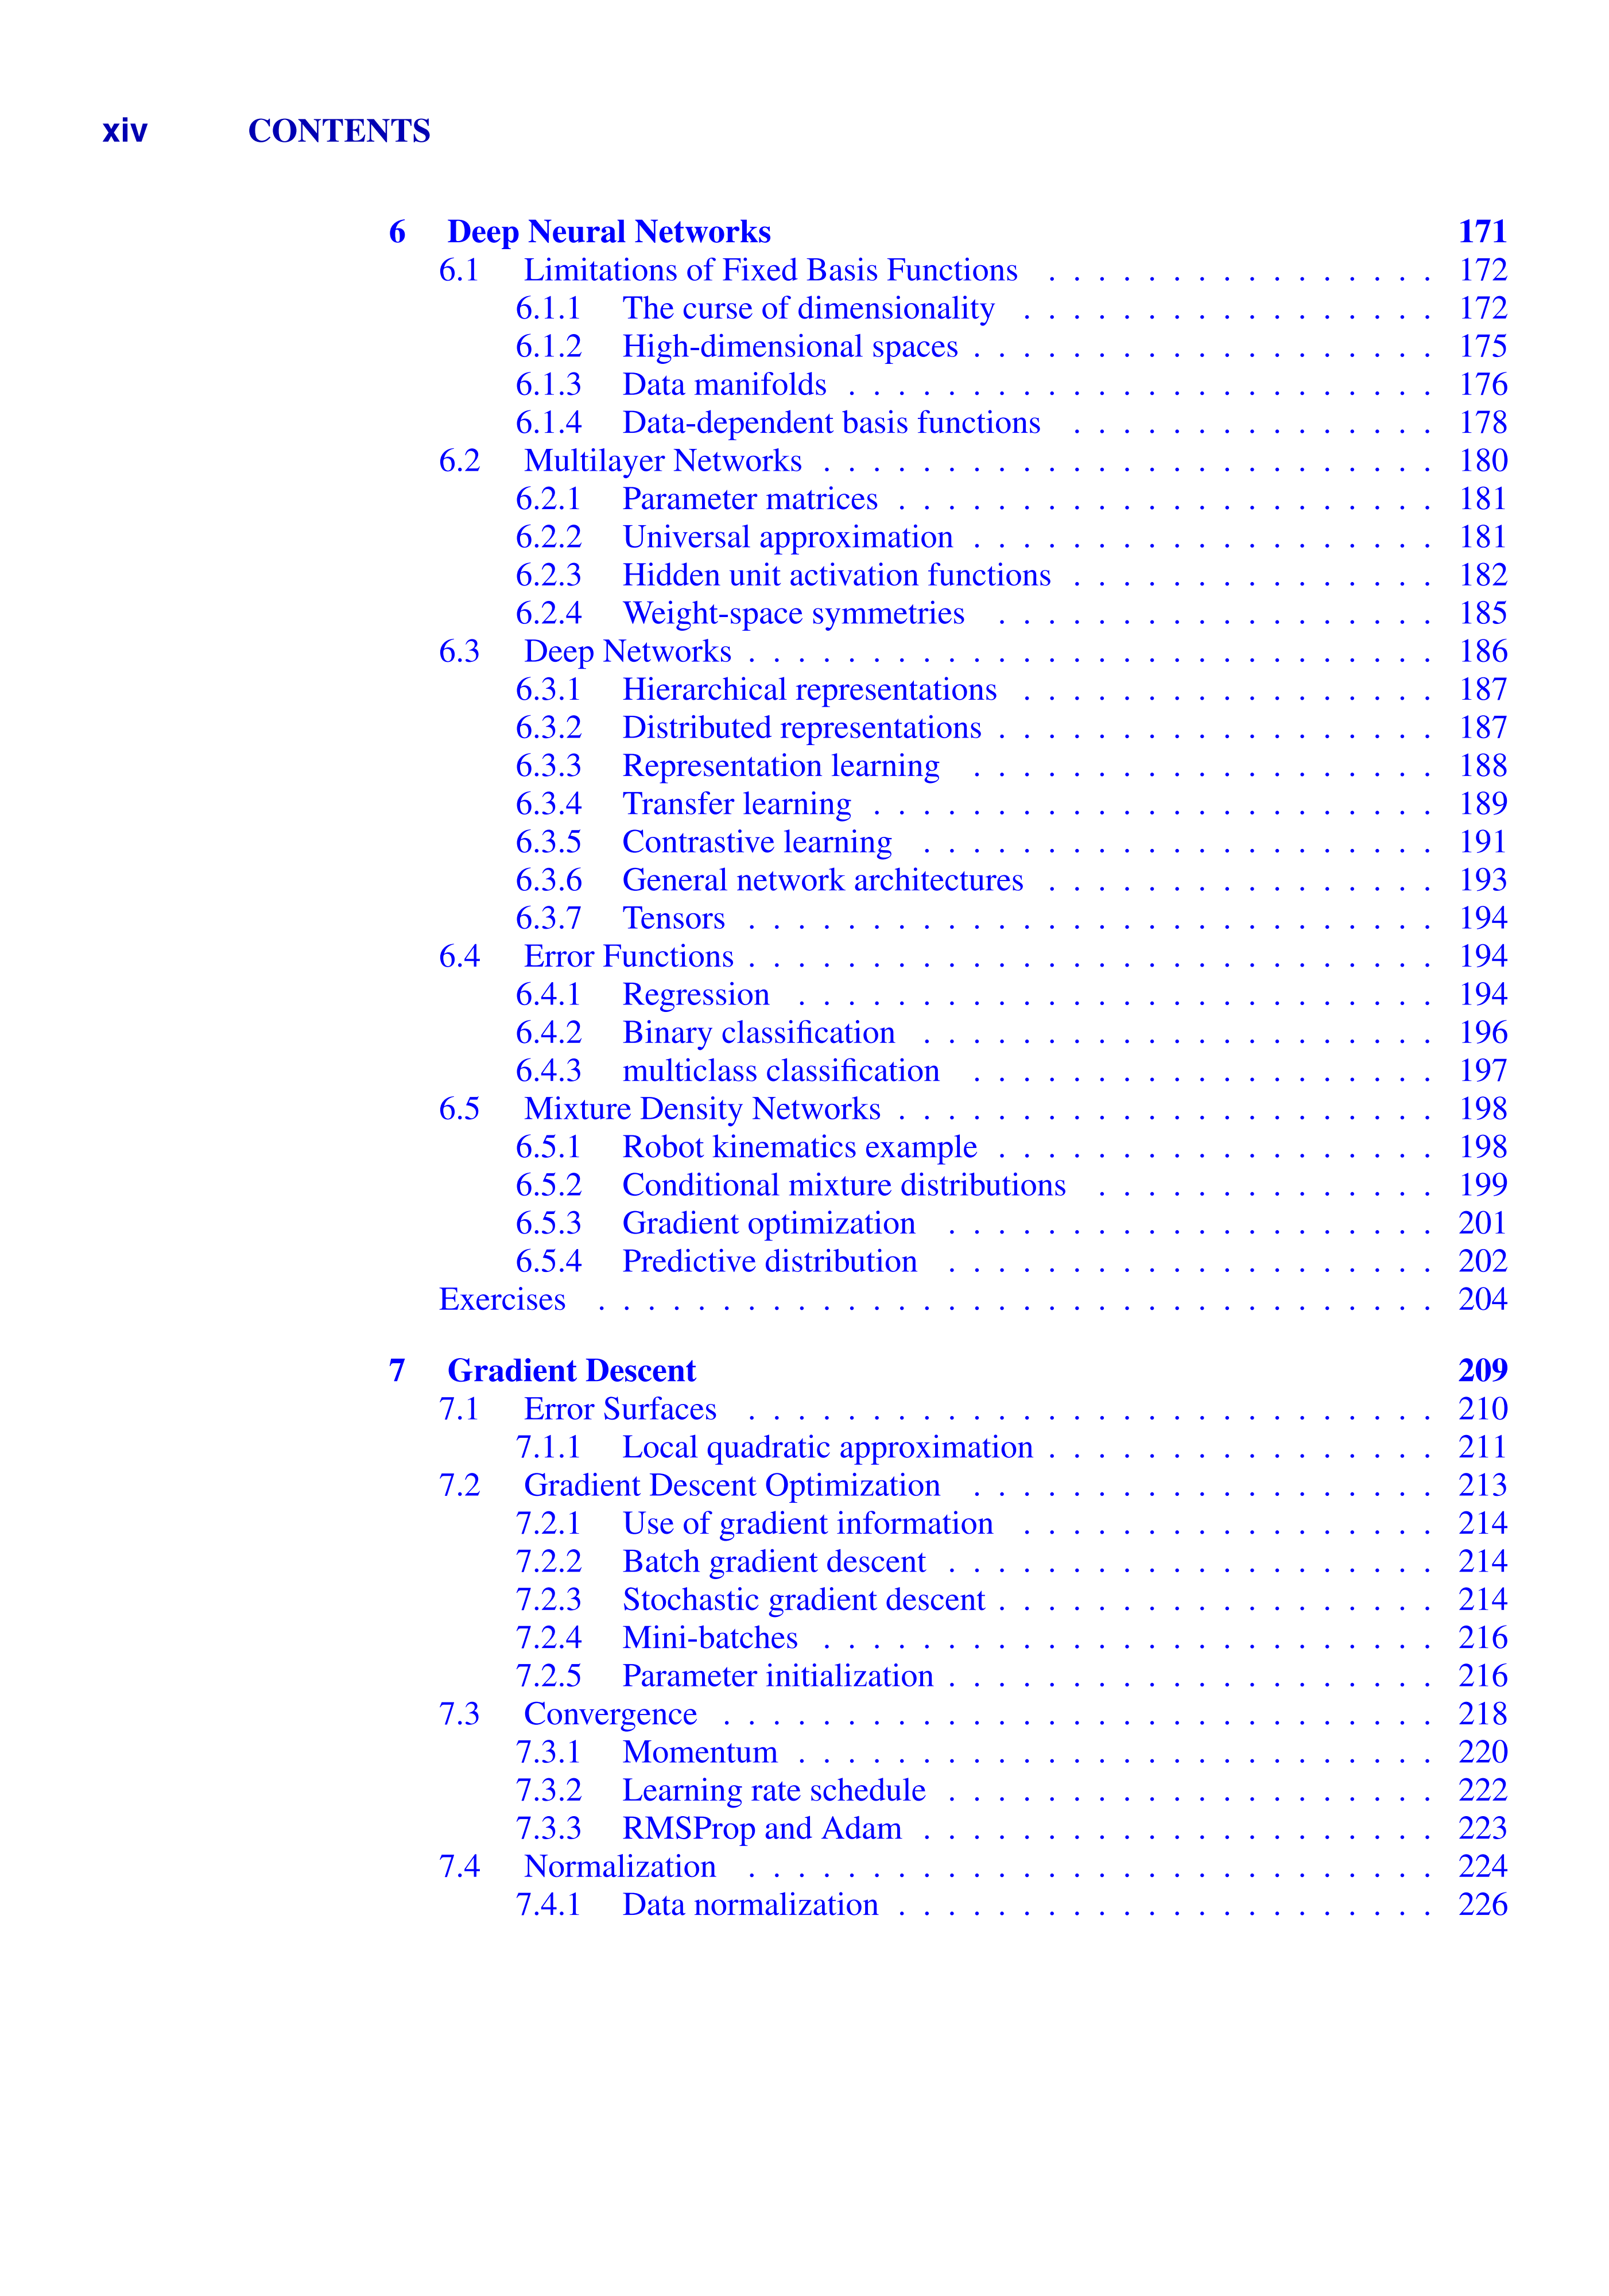 xiv CONTENTS
6 Deep Neural Networks 171
6.1 Limitations of Fixed Basis Functions . . . . . . . . . . . . . . . . 172
6.1.1 The curse of dimensionality . . . . . . . . . . . . . . . . . 172
6.1.2 High-dimensional spaces . . . . . . . . . . . . . . . . . . . 175
6.1.3 Data manifolds . . . . . . . . . . . . . . . . . . . . . . . . 176
6.1.4 Data-dependent basis functions . . . . . . . . . . . . . . . 178
6.2 Multilayer Networks . . . . . . . . . . . . . . . . . . . . . . . . . 180
6.2.1 Parameter matrices . . . . . . . . . . . . . . . . . . . . . . 181
6.2.2 Universal approximation . . . . . . . . . . . . . . . . . . . 181
6.2.3 Hidden unit activation functions . . . . . . . . . . . . . . . 182
6.2.4 Weight-space symmetries . . . . . . . . . . . . . . . . . . 185
6.3 Deep Networks . . . . . . . . . . . . . . . . . . . . . . . . . . . . 186
6.3.1 Hierarchical representations . . . . . . . . . . . . . . . . . 187
6.3.2 Distributed representations . . . . . . . . . . . . . . . . . . 187
6.3.3 Representation learning . . . . . . . . . . . . . . . . . . . 188
6.3.4 Transfer learning . . . . . . . . . . . . . . . . . . . . . . . 189
6.3.5 Contrastive learning . . . . . . . . . . . . . . . . . . . . . 191
6.3.6 General network architectures . . . . . . . . . . . . . . . . 193
6.3.7 Tensors . . . . . . . . . . . . . . . . . . . . . . . . . . . . 194
6.4 Error Functions . . . . . . . . . . . . . . . . . . . . . . . . . . . . 194
6.4.1 Regression . . . . . . . . . . . . . . . . . . . . . . . . . . 194
6.4.2 Binary classification . . . . . . . . . . . . . . . . . . . . . 196
6.4.3 multiclass classification . . . . . . . . . . . . . . . . . . . 197
6.5 Mixture Density Networks . . . . . . . . . . . . . . . . . . . . . . 198
6.5.1 Robot kinematics example . . . . . . . . . . . . . . . . . . 198
6.5.2 Conditional mixture distributions . . . . . . . . . . . . . . 199
6.5.3 Gradient optimization . . . . . . . . . . . . . . . . . . . . 201
6.5.4 Predictive distribution . . . . . . . . . . . . . . . . . . . . 202
Exercises . . . . . . . . . . . . . . . . . . . . . . . . . . . . . . . . . . 204
7 Gradient Descent 209
7.1 Error Surfaces . . . . . . . . . . . . . . . . . . . . . . . . . . . . 210
7.1.1 Local quadratic approximation . . . . . . . . . . . . . . . . 211
7.2 Gradient Descent Optimization . . . . . . . . . . . . . . . . . . . 213
7.2.1 Use of gradient information . . . . . . . . . . . . . . . . . 214
7.2.2 Batch gradient descent . . . . . . . . . . . . . . . . . . . . 214
7.2.3 Stochastic gradient descent . . . . . . . . . . . . . . . . . . 214
7.2.4 Mini-batches . . . . . . . . . . . . . . . . . . . . . . . . . 216
7.2.5 Parameter initialization . . . . . . . . . . . . . . . . . . . . 216
7.3 Convergence . . . . . . . . . . . . . . . . . . . . . . . . . . . . . 218
7.3.1 Momentum . . . . . . . . . . . . . . . . . . . . . . . . . . 220
7.3.2 Learning rate schedule . . . . . . . . . . . . . . . . . . . . 222
7.3.3 RMSProp and Adam . . . . . . . . . . . . . . . . . . . . . 223
7.4 Normalization . . . . . . . . . . . . . . . . . . . . . . . . . . . . 224
7.4.1 Data normalization . . . . . . . . . . . . . . . . . . . . . . 226